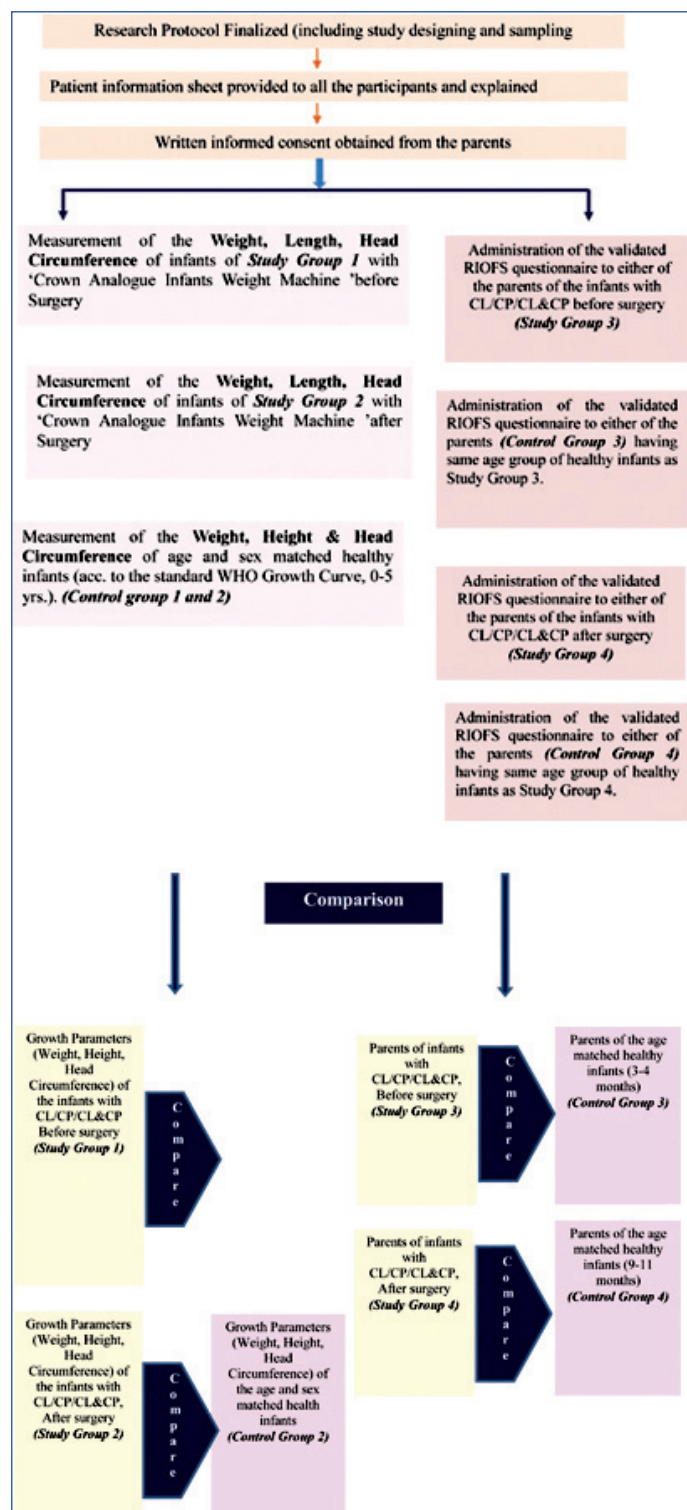 Research Protocol Finalized (including study designing and sampling
Patient information sheet provided to all the participants and explained
Written informed consent obtained from the parents
Measurement of the Weight, Length, Head
Circumference of infants of Study Group 1 with
‘Crown Analogue Infants Weight Machine ’before
Surgery
Measurement of the Weight, Length, Head
Circumference of infants of Study Group 2 with
‘Crown Analogue Infants Weight Machine ’after
Surgery
Measurement of the Weight, Height & Head
Circumference of age and sex matched healthy
infants (acc. to the standard WHO Growth Curve, 0-5
yrs.). (Control group 1 and 2)
Administration of the validated
RIOFS questionnaire to either of
the parents of the infants with
CL/CP/CL&CP before surgery
(Study Group 3)
Administration of the validated
RIOFS questionnaire to either of the
parents (Control Group 3) having
same age group of healthy infants as
Study Group 3.
Administration of the validated
RIOFS questionnaire to either of
the parents of the infants with
CL/CP/CL&CP after surgery
(Study Group 4)
Administration of the validated
RIOFS questionnaire to either of
the parents (Control Group 4)
having same age group of healthy
infants as Study Group 4.
Comparison
Growth Parameters
(Weight, Height,
Head
Circumference) of
the infants with
CL/CP/CL&CP
Before surgery
(Study Group 1)
Compare
Parents of infants
with
CL/CP/CL&CP,
Before surgery
(Study Group 3)
Compare
Parents of the age
matched healthy
infants (3-4
months)
(Control Group 3)
Parents of infants
with
CL/CP/CL&CP,
After surgery
(Study Group 4)
Compare
Parents of the age
matched healthy
infants (9-11
months)
(Control Group 4)
Growth Parameters
(Weight, Height,
Head
Circumference) of
the infants with
CL/CP/CL&CP,
After surgery
(Study Group 2)
Compare
Growth Parameters
(Weight, Height,
Head
Circumference) of
the age and sex
matched health
infants
(Control Group 2)